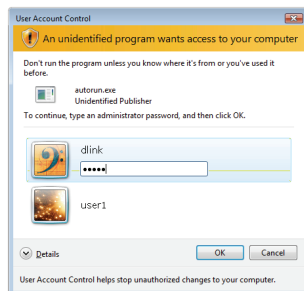 User Account Control
An unidentified program wants access to your computer
Don't run the program unless you know where it's from or you've used it
before.
autorun.exe
Unidentified Publisher
To continue, type an administrator password, and then click OK.
dlink
•••••
user1
Details
OK
Cancel
User Account Control helps stop unauthorized changes to your computer.